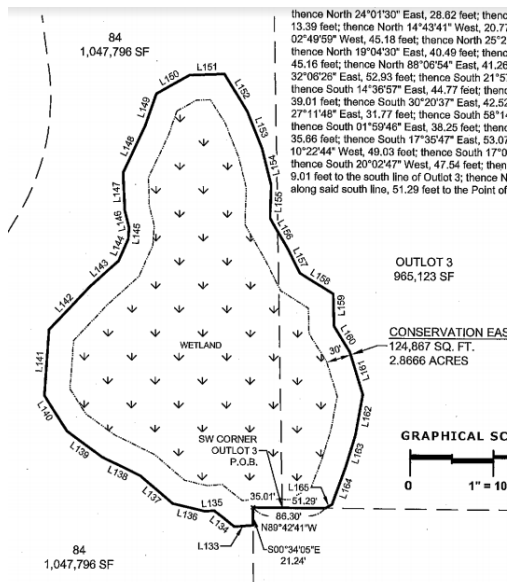 thence North 24°01'30" East, 28.62 feet; thenc
13.39 feet; thence North 14°43'41" West, 20.77
02°49'59" West, 45.18 feet; thence North 25°2
thence North 19°04'30" East, 40.49 feet; thenc
45.16 feet; thence North 88°06'54" East, 41.26
32°06'26" East, 52.93 feet; thence South 21°57
thence South 14°36'57" East, 44.77 feet; thenc
39.01 feet; thence South 30°20'37" East, 42.52
27°11'48" East, 31.77 feet; thence South 58°14
thence South 01°59'46" East, 38.25 feet; thence
35.66 feet; thence South 17°35'47" East, 53.07
10°22'44" West, 49.03 feet; thence South 17°0
thence South 20°02'47" West, 47.54 feet; thenc
9.01 feet to the south line of Outlot 3; thence N
along said south line, 51.29 feet to the Point of
84
1,047,796 SF
L151
L150
L152
L149
L153
L148
L154
L147
L155
L146
L145
L144
L156
L143
L157
L158
OUTLOT 3
965,123 SF
L142
L159
L160
CONSERVATION EAS
124,867 SQ. FT.
2.8666 ACRES
WETLAND
30'
L141
L161
L140
L162
SW CORNER
OUTLOT 3
P.O.B.
GRAPHICAL SC
L139
L163
L138
0
1" = 10
L137
L165
L164
35.01'
51.29'
L135
L136
86.30'
L134
N89°42'41"W
L133
S00°34'05"E
21.24'
84
1,047,796 SF